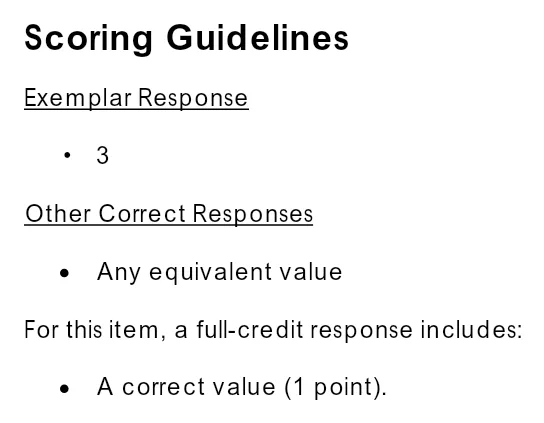 Scoring Guidelines
Exemplar Response
• 3
Other Correct Responses
• Any equivalent value
For this item, a full-credit response includes:
• A correct value (1 point).